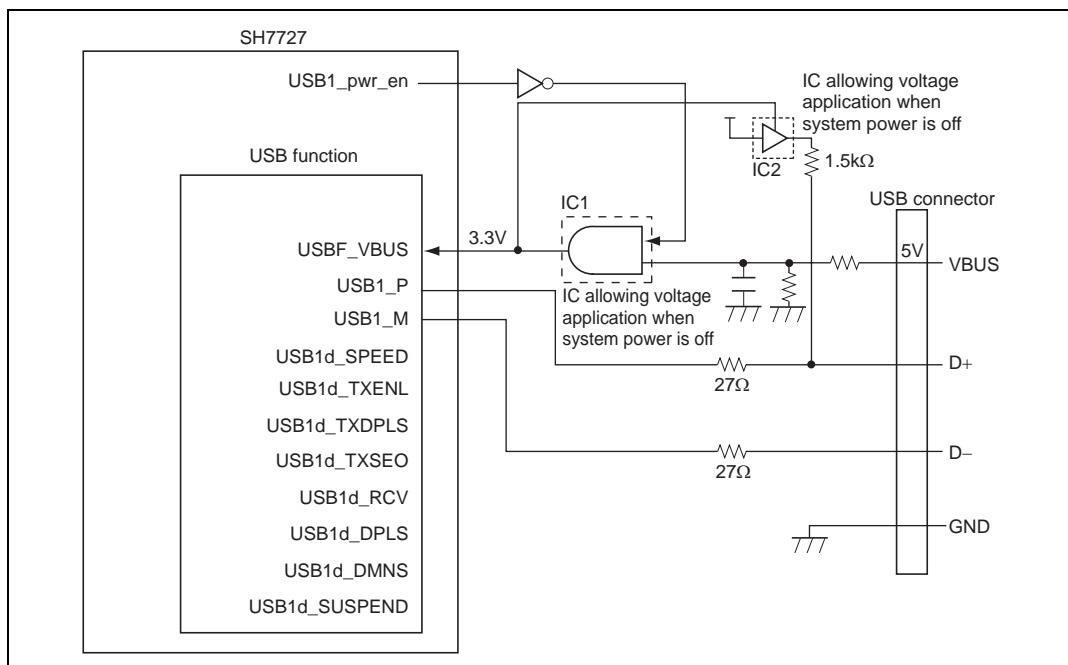 SH7727
USB1_pwr_en
IC allowing voltage
application when
system power is off
IC2
1.5kΩ
USB function
IC1
USB connector
USBF_VBUS
3.3V
5V
VBUS
IC allowing voltage
application when
system power is off
USB1_P
USB1_M
USB1d_SPEED
27Ω
D+
USB1d_TXENL
USB1d_TXDPLS
USB1d_TXSEO
27Ω
D−
USB1d_RCV
USB1d_DPLS
GND
USB1d_DMNS
USB1d_SUSPEND